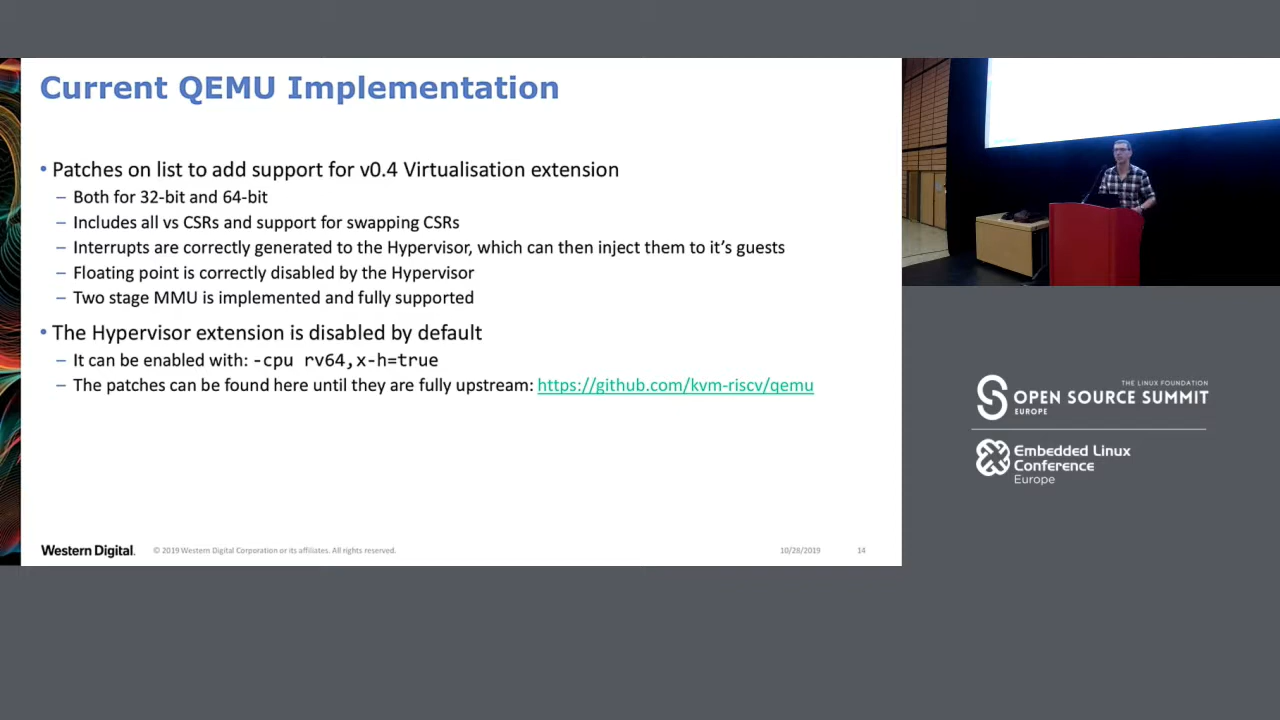 Current QEMU Implementation
• Patches on list to add support for v0.4 Virtualisation extension
– Both for 32-bit and 64-bit
– Includes all vs CSRs and support for swapping CSRs
– Interrupts are correctly generated to the Hypervisor, which can then inject them to it's guests
– Floating point is correctly disabled by the Hypervisor
– Two stage MMU is implemented and fully supported
• The Hypervisor extension is disabled by default
– It can be enabled with: -cpu rv64,x-h=true
– The patches can be found here until they are fully upstream: https://github.com/kvm-riscv/qemu
Western Digital. © 2019 Western Digital Corporation or its affiliates. All rights reserved. 10/28/2019 14
THE LINUX FOUNDATION
OPEN SOURCE SUMMIT
EUROPE
Embedded Linux
Conference
Europe